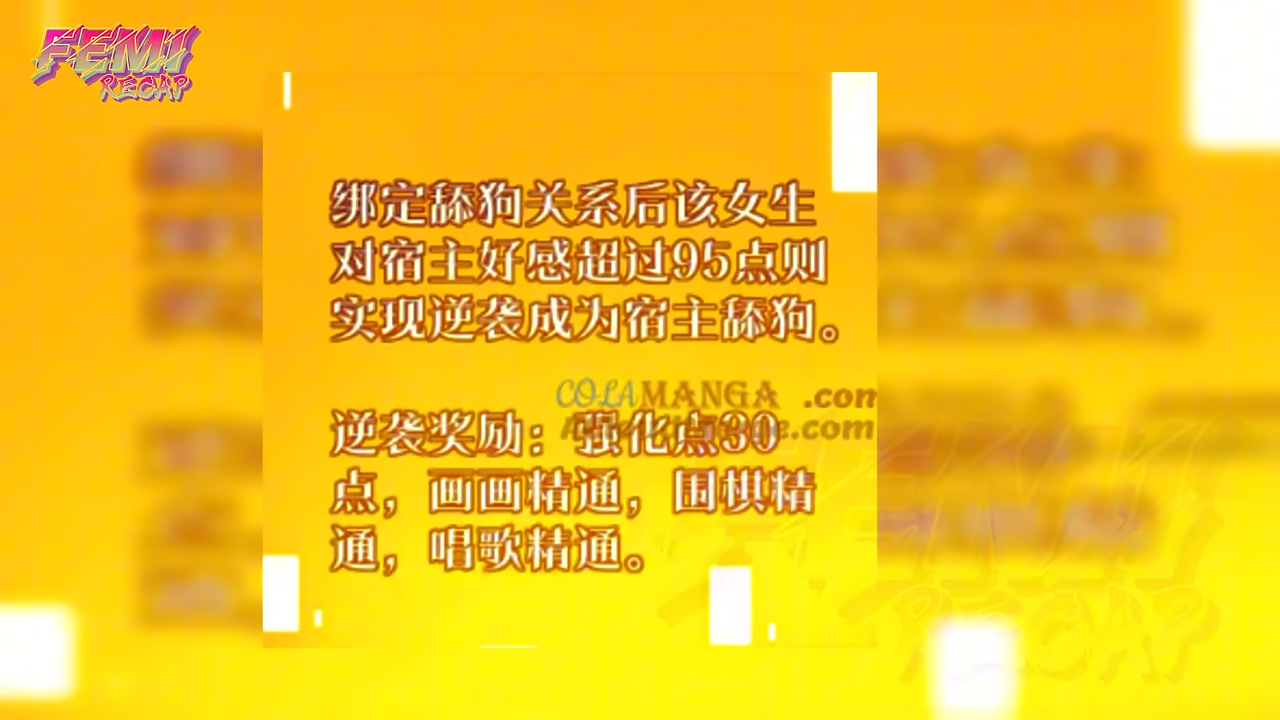 FEMI
RECAP
绑定舔狗关系后该女生
对宿主好感超过95点则
实现逆袭成为宿主舔狗。
COLAMANGA .com
逆袭奖励：强化点30
点，画画精通，围棋精
通，唱歌精通。
RECAP